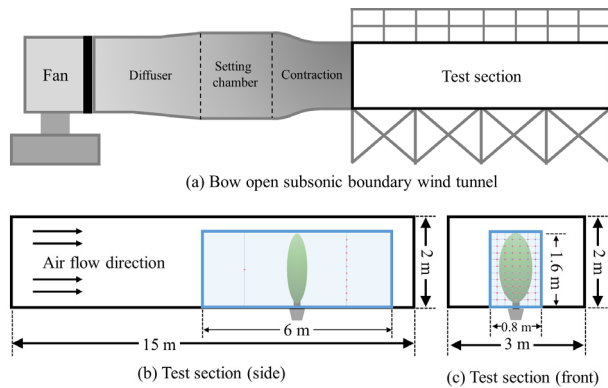 Fan
Diffuser
Setting
chamber
Contraction
Test section
(a) Bow open subsonic boundary wind tunnel
Air flow direction
2 m
6 m
15 m
(b) Test section (side)
1.6 m
2 m
0.8 m
3 m
(c) Test section (front)